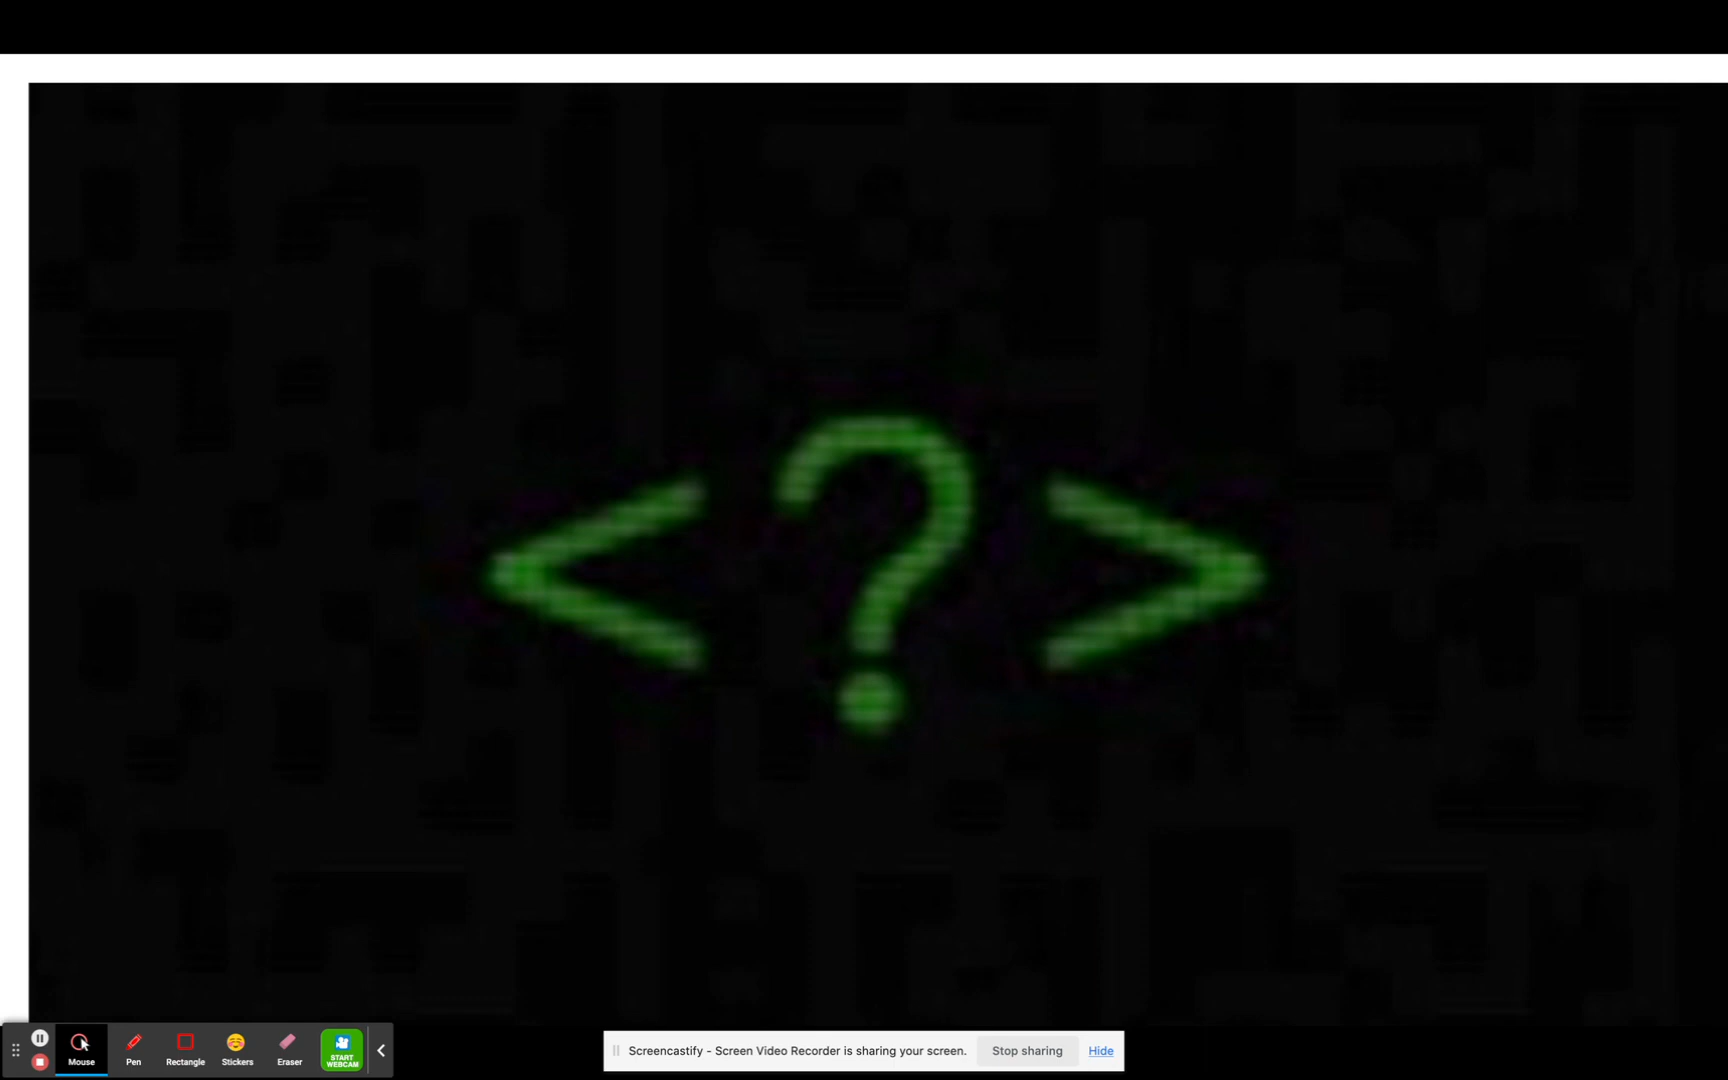 < ? >
Mouse
Pen
Rectangle
Stickers
Eraser
START
WEBCAM
Screencastify - Screen Video Recorder is sharing your screen.
Stop sharing
Hide